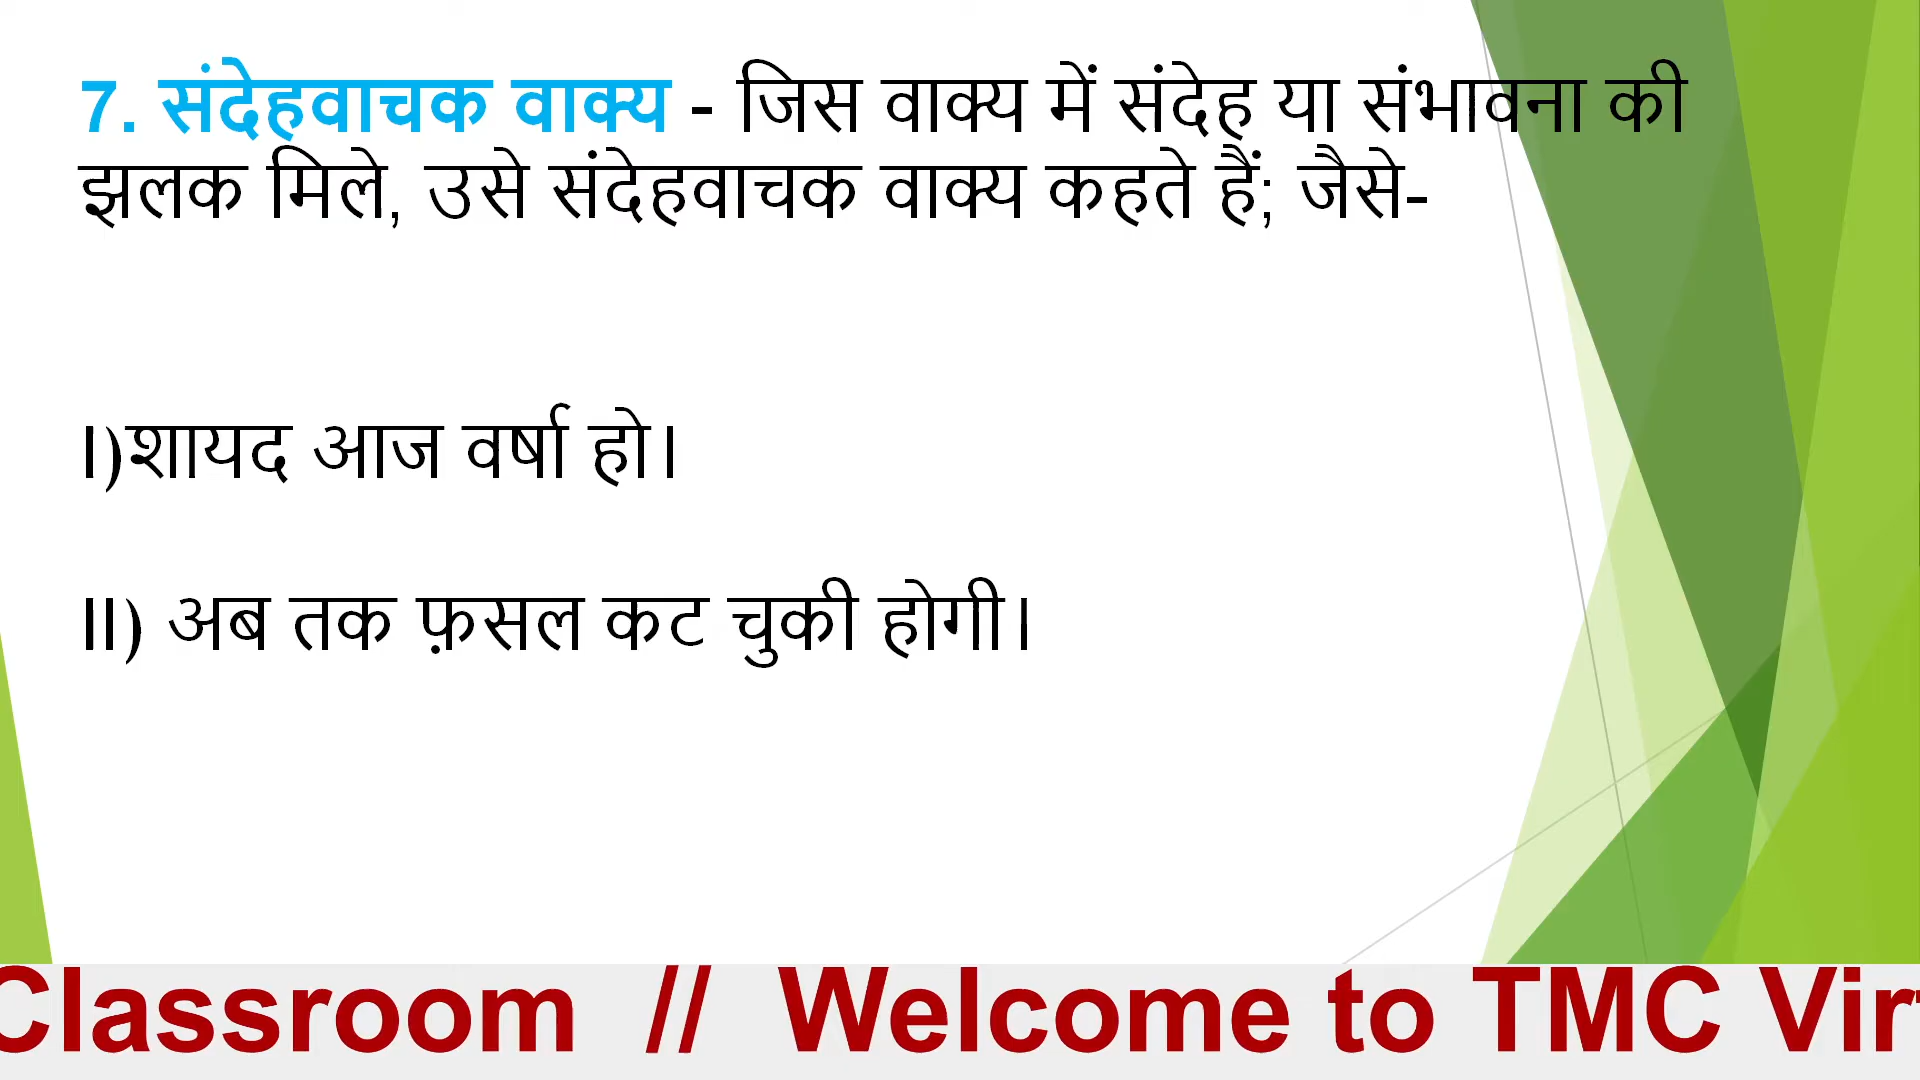 7. संदेहवाचक वाक्य - जिस वाक्य में संदेह या संभावना की
झलक मिले, उसे संदेहवाचक वाक्य कहते हैं; जैसे-
I)शायद आज वर्षा हो।
II) अब तक फ़सल कट चुकी होगी।
Classroom // Welcome to TMC